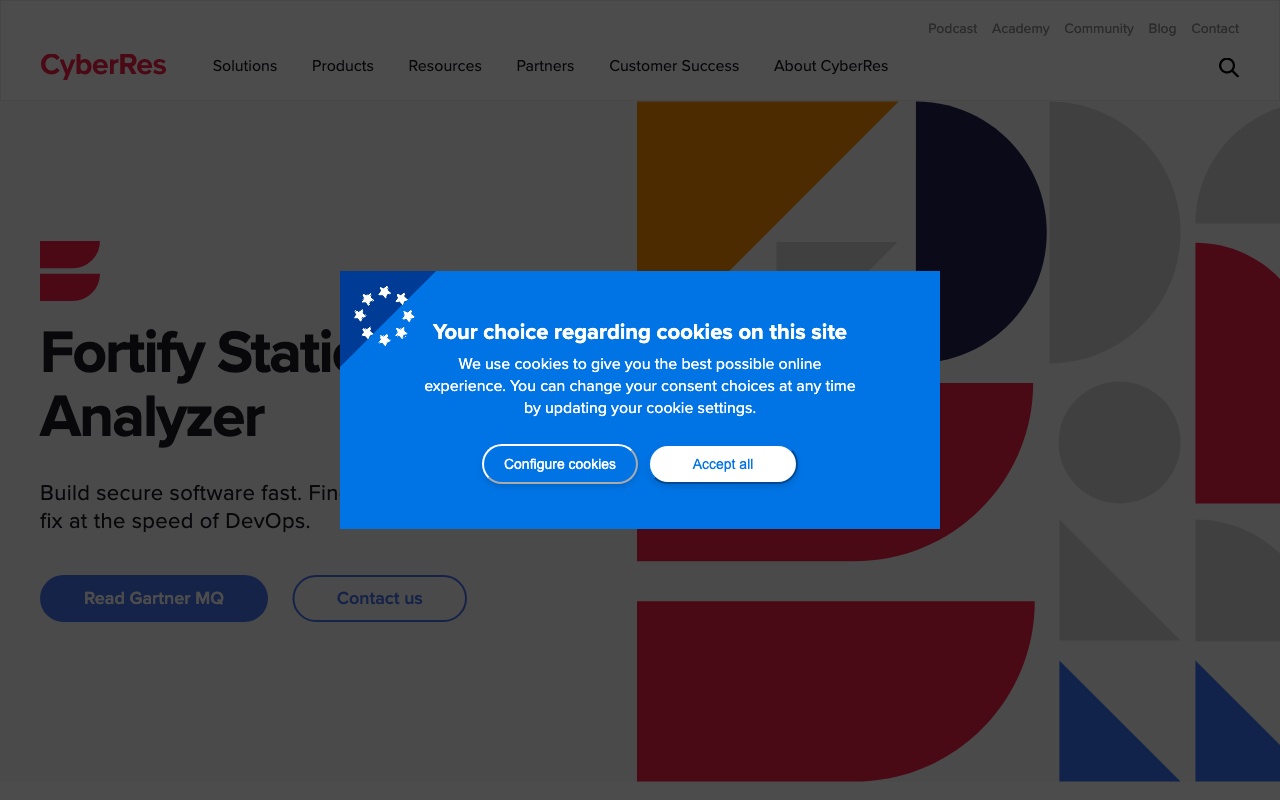 Podcast Academy Community Blog Contact
CyberRes Solutions Products Resources Partners Customer Success About CyberRes
Fortify Static
Analyzer
Build secure software fast. Fin
fix at the speed of DevOps.
Read Gartner MQ Contact us
Your choice regarding cookies on this site
We use cookies to give you the best possible online
experience. You can change your consent choices at any time
by updating your cookie settings.
Configure cookies Accept all